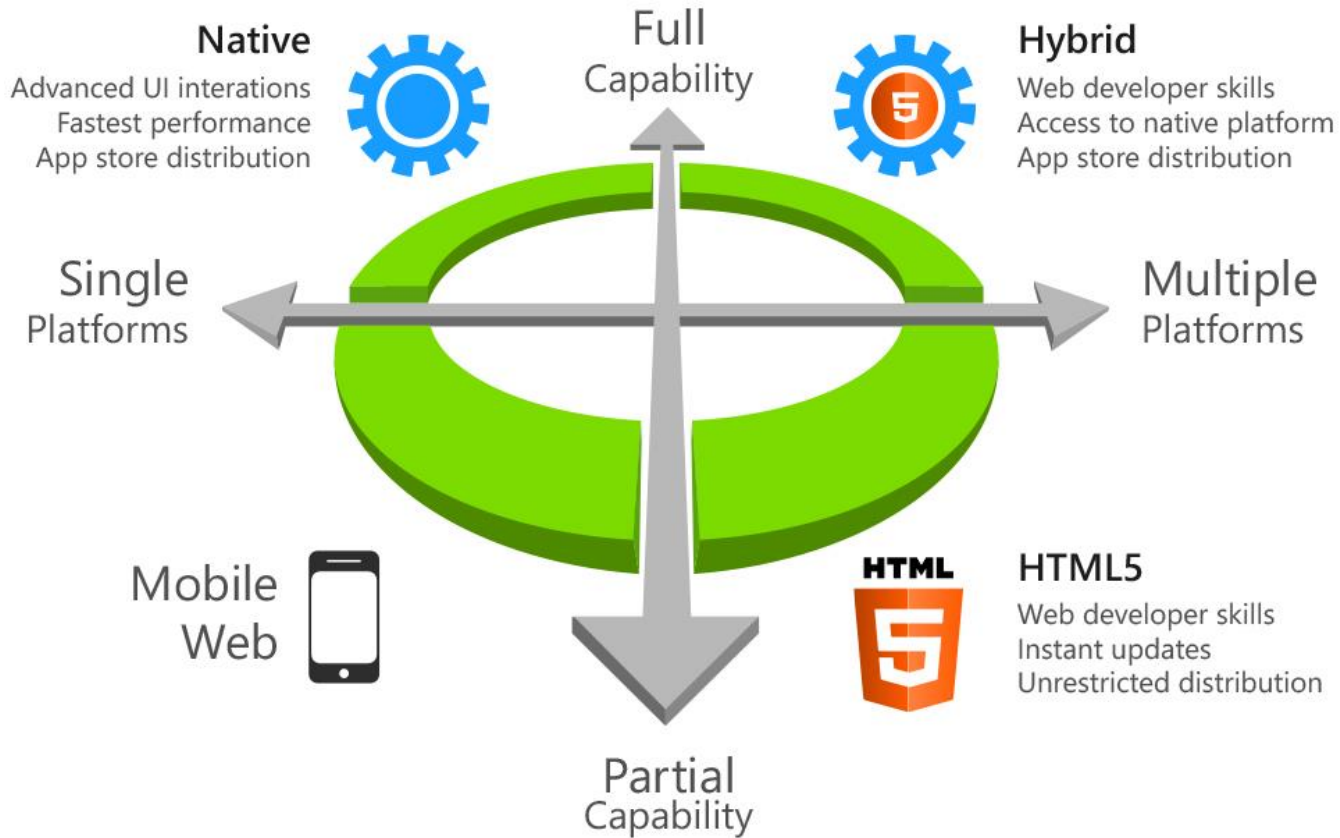 Native
Advanced UI interations
Fastest performance
App store distribution
Full
Capability
5
Hybrid
Web developer skills
Access to native platform
App store distribution
Single
Platforms
Multiple
Platforms
Mobile
Web
HTML
5
HTML5
Web developer skills
Instant updates
Unrestricted distribution
Partial
Capability